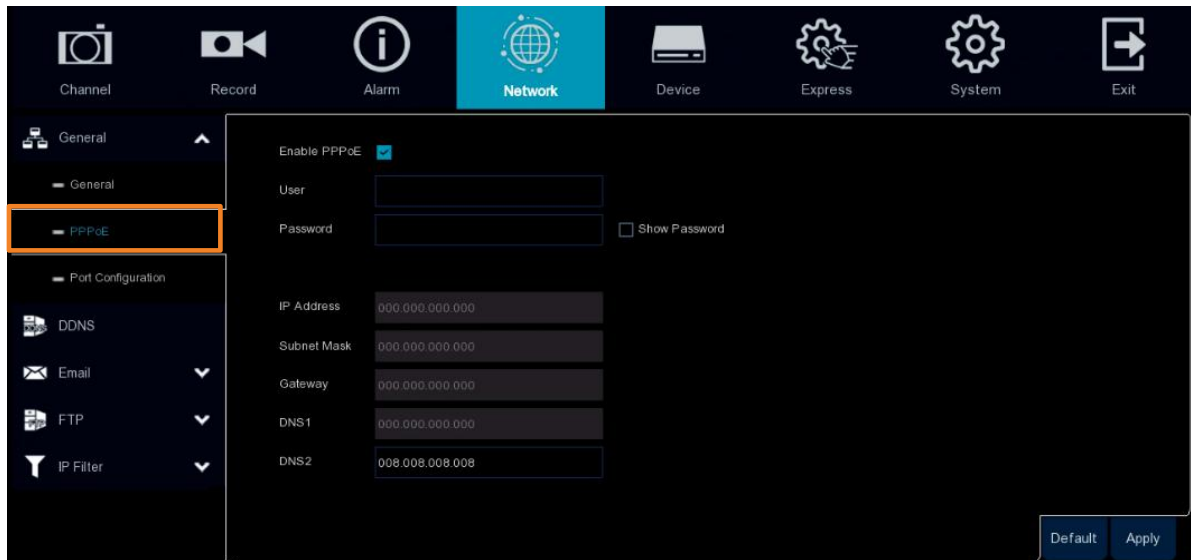 Channel Record Alarm Network Device Express System Exit
General
General
PPPoE
Port Configuration
DDNS
Email
FTP
IP Filter
Enable PPPoE
User
Password Show Password
IP Address 000.000.000.000
Subnet Mask 000.000.000.000
Gateway 000.000.000.000
DNS1 000.000.000.000
DNS2 008.008.008.008
Default Apply